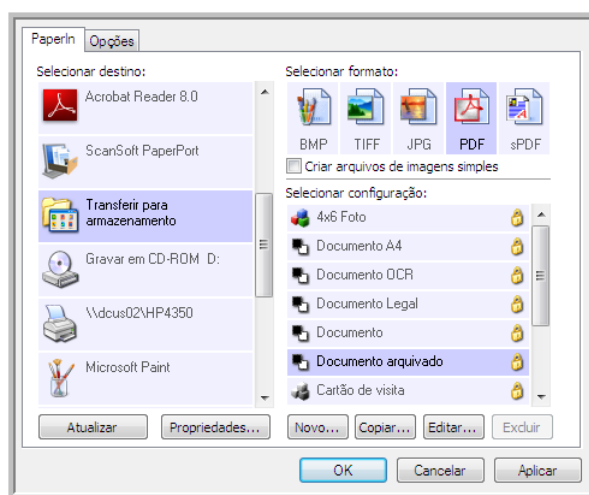 PaperIn
Opções
Selecionar destino:
Acrobat Reader 8.0
ScanSoft PaperPort
Transferir para
armazenamento
Gravar em CD-ROM D:
\\dcus02\HP4350
Microsoft Paint
Atualizar
Propriedades...
Selecionar formato:
BMP
TIFF
JPG
PDF
sPDF
Criar arquivos de imagens simples
Selecionar configuração:
4x6 Foto
Documento A4
Documento OCR
Documento Legal
Documento
Documento arquivado
Cartão de visita
Novo...
Copiar...
Editar...
Excluir
OK
Cancelar
Aplicar